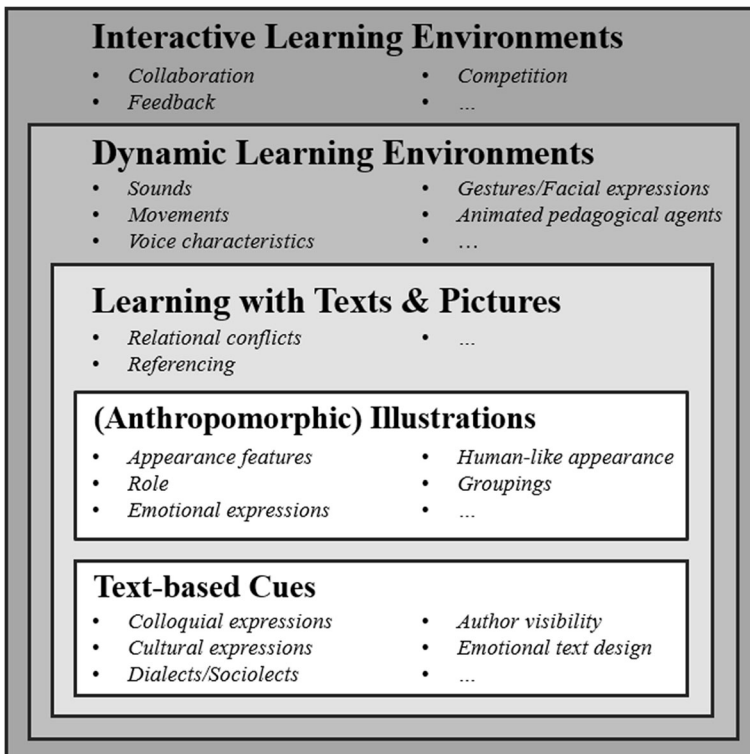 Interactive Learning Environments
• Collaboration • Competition
• Feedback • ...
Dynamic Learning Environments
• Sounds • Gestures/Facial expressions
• Movements • Animated pedagogical agents
• Voice characteristics • ...
Learning with Texts & Pictures
• Relational conflicts • ...
• Referencing
(Anthropomorphic) Illustrations
• Appearance features • Human-like appearance
• Role • Groupings
• Emotional expressions • ...
Text-based Cues
• Colloquial expressions • Author visibility
• Cultural expressions • Emotional text design
• Dialects/Sociolects • ...